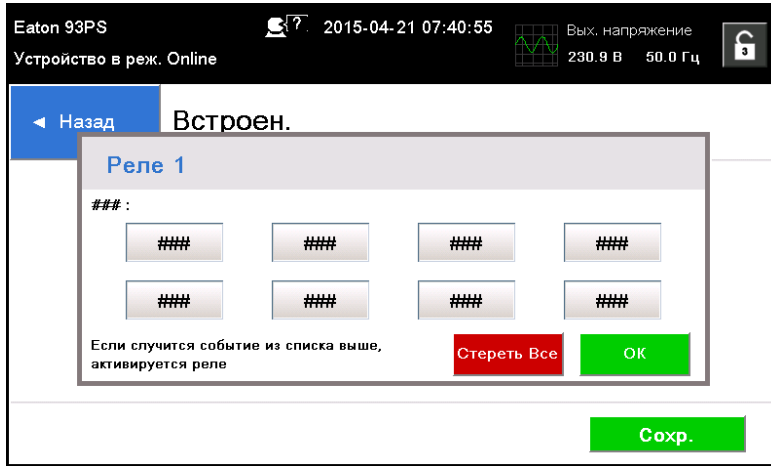 Eaton 93PS ? 2015-04-21 07:40:55 Вых. напряжение
Устройство в реж. Online 230.9 В 50.0 Гц 3
◄ Назад Встроен.
Реле 1
### :
### ### ### ###
### ### ### ###
Если случится событие из списка выше,
активируется реле
Стереть Все OK
Сохр.